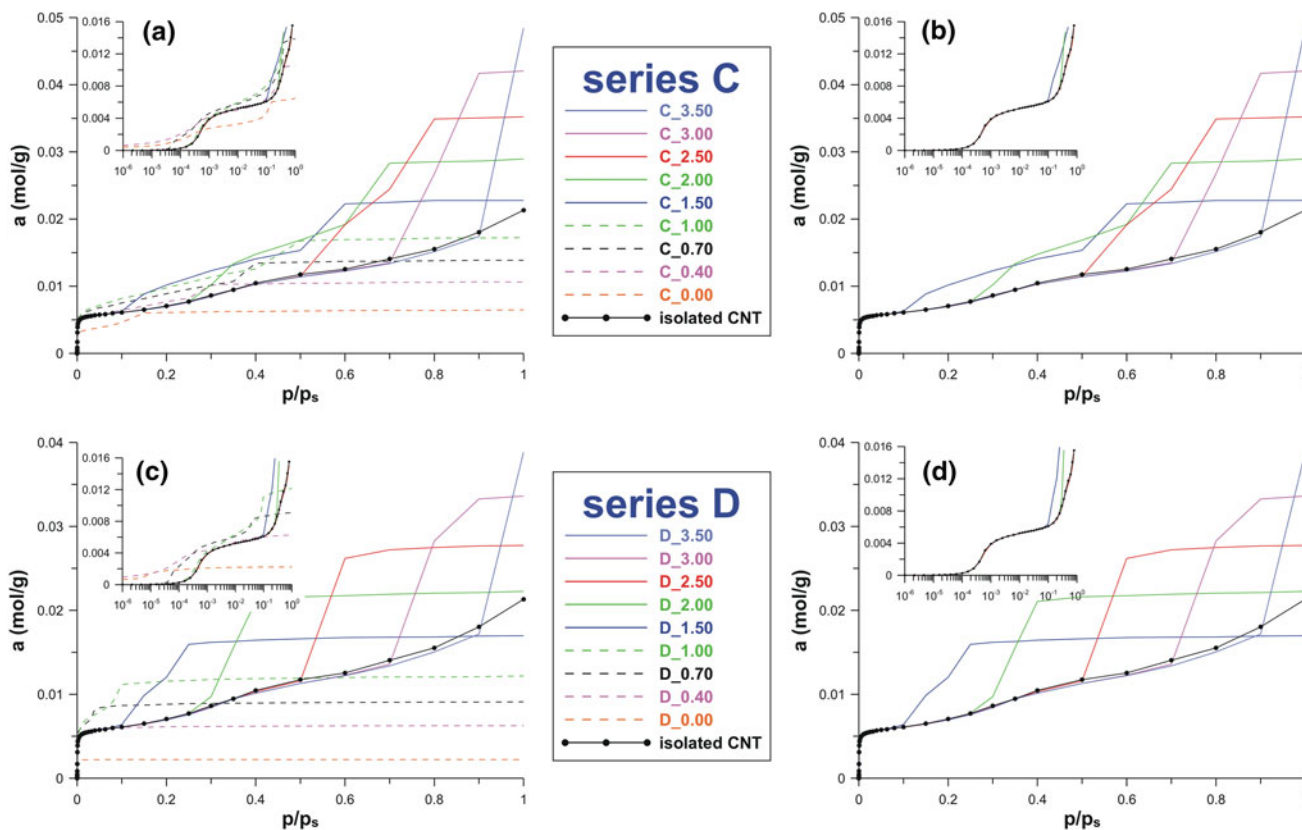 (a)
0.05
0.04
0.03
0.02
0.01
0
a (mol/g)
0 0.2 0.4 0.6 0.8 1
p/ps
0.016
0.012
0.008
0.004
0
10-6 10-5 10-4 10-3 10-2 10-1 100
series C
C_3.50
C_3.00
C_2.50
C_2.00
C_1.50
C_1.00
C_0.70
C_0.40
C_0.00
isolated CNT
(b)
0.05
0.04
0.03
0.02
0.01
0
a (mol/g)
0 0.2 0.4 0.6 0.8
p/ps
0.016
0.012
0.008
0.004
0
10-6 10-5 10-4 10-3 10-2 10-1 100
(c)
0.04
0.03
0.02
0.01
0
a (mol/g)
0 0.2 0.4 0.6 0.8 1
p/ps
0.016
0.012
0.008
0.004
0
10-6 10-5 10-4 10-3 10-2 10-1 100
series D
D_3.50
D_3.00
D_2.50
D_2.00
D_1.50
D_1.00
D_0.70
D_0.40
D_0.00
isolated CNT
(d)
0.04
0.03
0.02
0.01
0
a (mol/g)
0 0.2 0.4 0.6 0.8
p/ps
0.016
0.012
0.008
0.004
0
10-6 10-5 10-4 10-3 10-2 10-1 100